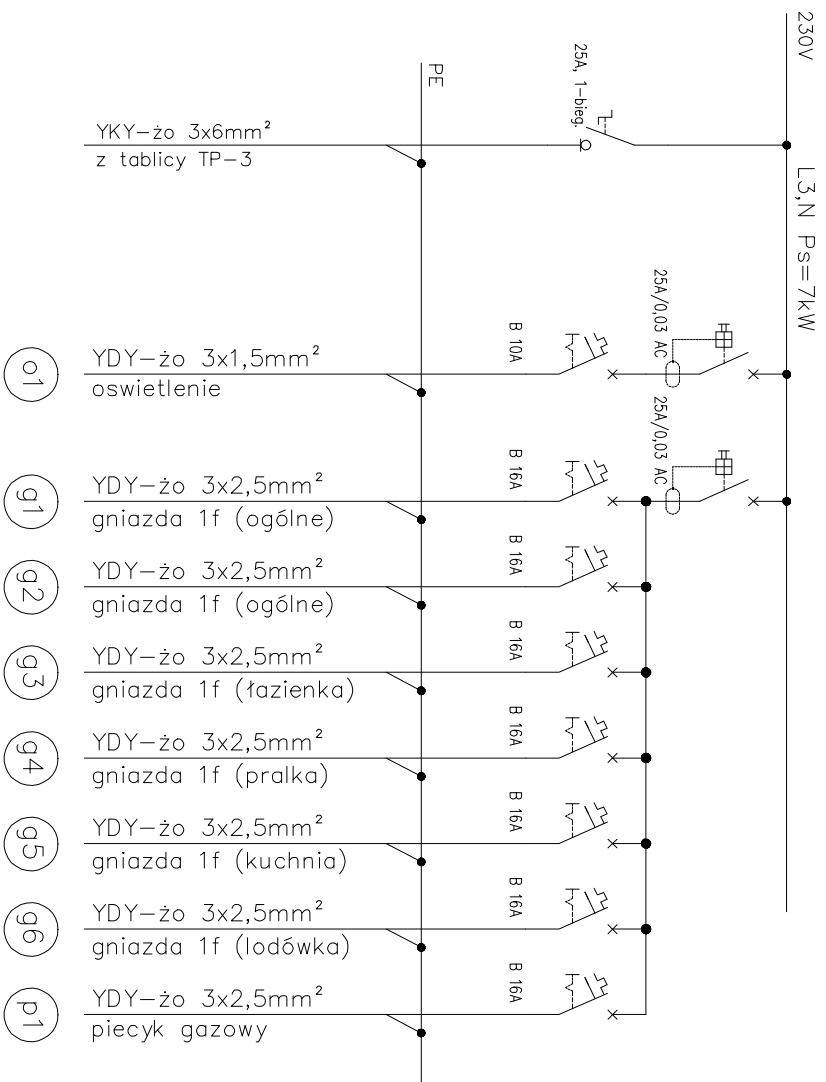 230V
L3,N Ps=7kW
25A, 1-bieg.
PE
YKY-żo 3x6mm²
z tablicy TP-3
25A/0,03 AC
B 10A
YDY-żo 3x1,5mm²
oswietlenie
o1
25A/0,03 AC
B 16A
YDY-żo 3x2,5mm²
gniazda 1f (ogólne)
g1
B 16A
YDY-żo 3x2,5mm²
gniazda 1f (ogólne)
g2
B 16A
YDY-żo 3x2,5mm²
gniazda 1f (łazienka)
g3
B 16A
YDY-żo 3x2,5mm²
gniazda 1f (pralka)
g4
B 16A
YDY-żo 3x2,5mm²
gniazda 1f (kuchnia)
g5
B 16A
YDY-żo 3x2,5mm²
gniazda 1f (lodówka)
g6
B 16A
YDY-żo 3x2,5mm²
piecyk gazowy
p1